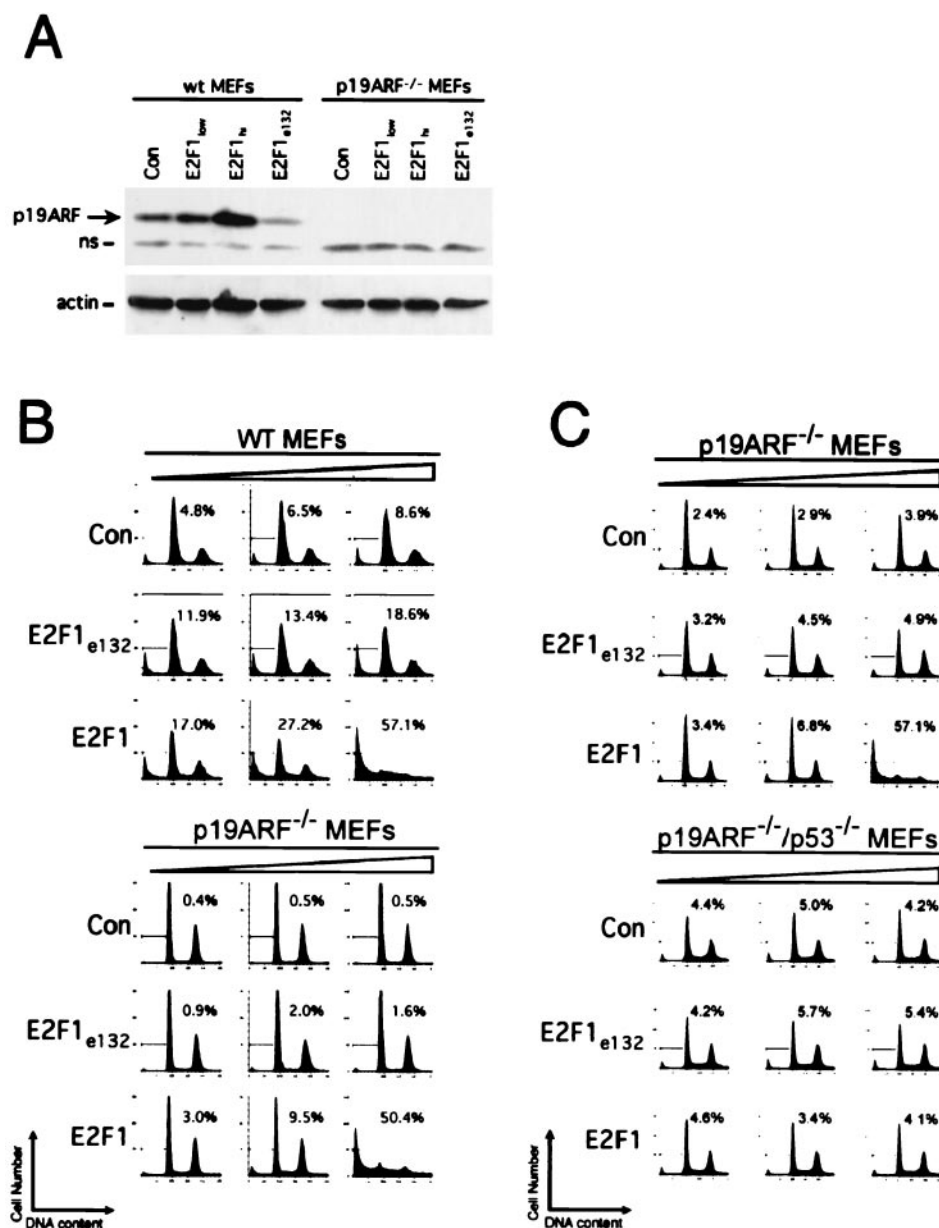 A
wt MEFs p19ARF-/- MEFs
Con E2F1low E2F1hi E2F1e132 Con E2F1low E2F1hi E2F1e132
p19ARF
ns
actin
B
WT MEFs
Con 4.8% 6.5% 8.6%
E2F1e132 11.9% 13.4% 18.6%
E2F1 17.0% 27.2% 57.1%
p19ARF-/- MEFs
Con 0.4% 0.5% 0.5%
E2F1e132 0.9% 2.0% 1.6%
E2F1 3.0% 9.5% 50.4%
Cell Number
DNA content
C
p19ARF-/- MEFs
Con 2.4% 2.9% 3.9%
E2F1e132 3.2% 4.5% 4.9%
E2F1 3.4% 6.8% 57.1%
p19ARF-/-/p53-/- MEFs
Con 4.4% 5.0% 4.2%
E2F1e132 4.2% 5.7% 5.4%
E2F1 4.6% 3.4% 4.1%
Cell Number
DNA content